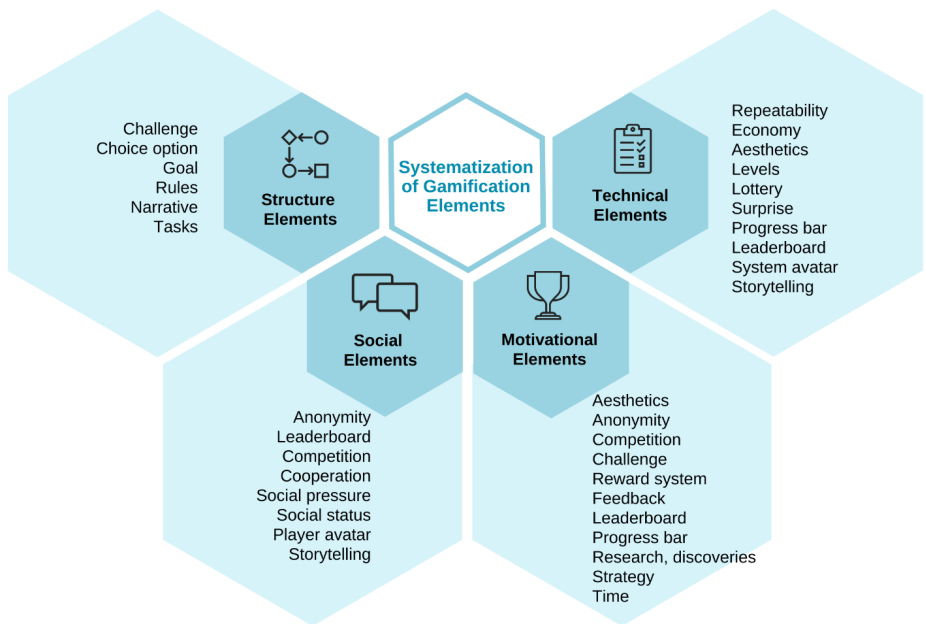 Systematization
of Gamification
Elements
Structure
Elements
Challenge
Choice option
Goal
Rules
Narrative
Tasks
Technical
Elements
Repeatability
Economy
Aesthetics
Levels
Lottery
Surprise
Progress bar
Leaderboard
System avatar
Storytelling
Social
Elements
Anonymity
Leaderboard
Competition
Cooperation
Social pressure
Social status
Player avatar
Storytelling
Motivational
Elements
Aesthetics
Anonymity
Competition
Challenge
Reward system
Feedback
Leaderboard
Progress bar
Research, discoveries
Strategy
Time